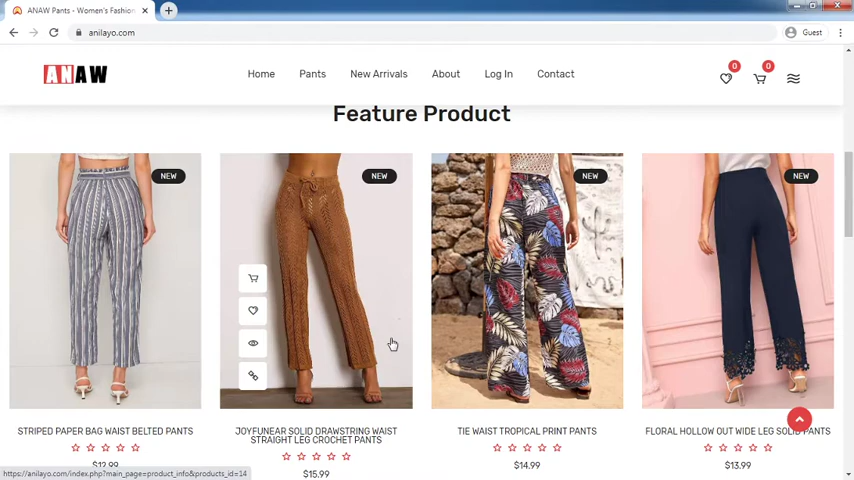 ANAW Pants - Women's Fashion
anilayo.com
Guest
ANAW
Home Pants New Arrivals About Log In Contact
0 0
Feature Product
NEW NEW NEW NEW
STRIPED PAPER BAG WAIST BELTED PANTS
$12.99
JOYFUNEAR SOLID DRAWSTRING WAIST
STRAIGHT LEG CROCHET PANTS
$15.99
TIE WAIST TROPICAL PRINT PANTS
$14.99
FLORAL HOLLOW OUT WIDE LEG SOLID PANTS
$13.99
https://anilayo.com/index.php?main_page=product_info&products_id=14